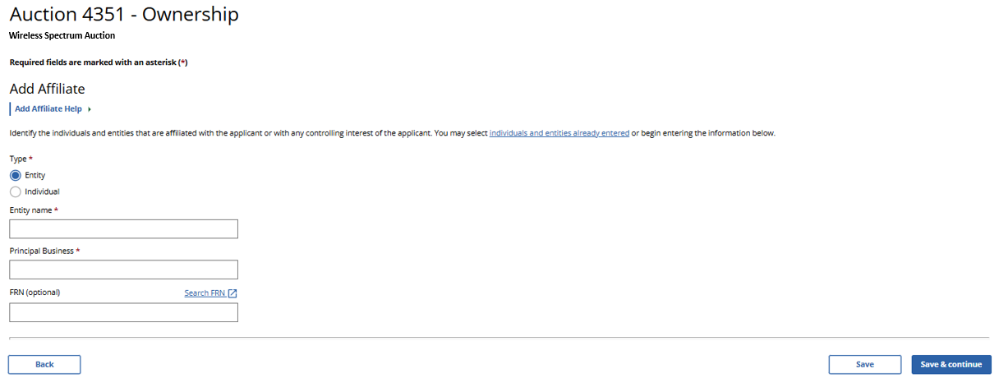 Auction 4351 - Ownership
Wireless Spectrum Auction
Required fields are marked with an asterisk (*)
Add Affiliate
Add Affiliate Help
Identify the individuals and entities that are affiliated with the applicant or with any controlling interest of the applicant. You may select individuals and entities already entered or begin entering the information below.
Type *
Entity
Individual
Entity name *
Principal Business *
FRN (optional) Search FRN
Back Save Save & continue